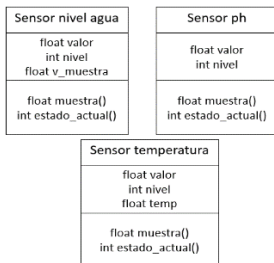 Sensor nivel agua
float valor
int nivel
float v_muestra
float muestra()
int estado_actual()
Sensor ph
float valor
int nivel
float muestra()
int estado_actual()
Sensor temperatura
float valor
int nivel
float temp
float muestra()
int estado_actual()